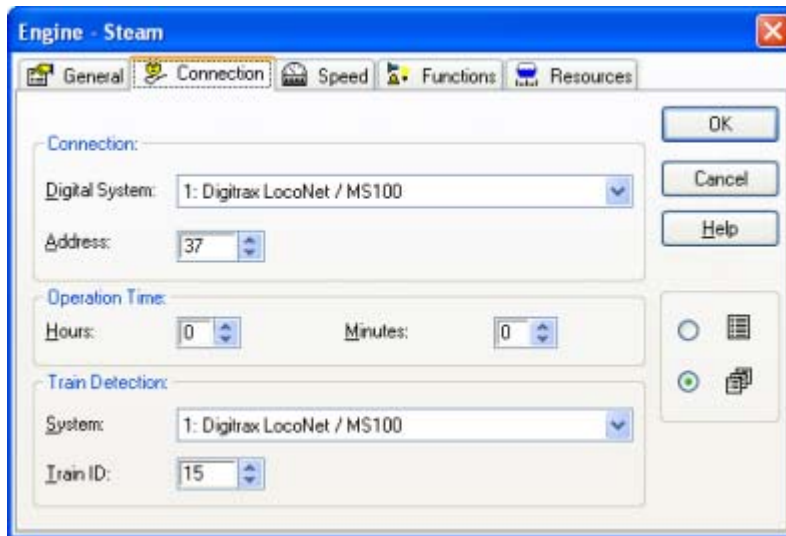 Engine - Steam
General Connection Speed Functions Resources
Connection:
OK
Digital System: 1: Digitrax LocoNet / MS100
Cancel
Address: 37
Help
Operation Time:
Hours: 0 Minutes: 0
Train Detection:
System: 1: Digitrax LocoNet / MS100
Train ID: 15